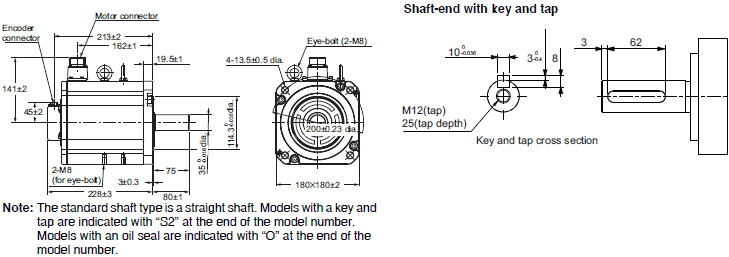 Motor connector
Encoder
connector
213±2
162±1
19.5±1
141±2
45±2
2-M8
(for eye-bolt)
3±0.3
228±3
75
80±1
35 0 -0.016 dia.
114.3 0 -0.035 dia.
Eye-bolt (2-M8)
4-13.5±0.5 dia.
200±0.23 dia.
180X180±2
Note: The standard shaft type is a straight shaft. Models with a key and
tap are indicated with “S2” at the end of the model number.
Models with an oil seal are indicated with “O” at the end of the
model number.
Shaft-end with key and tap
10 0 -0.036
3 0 -0.4
8
M12(tap)
25(tap depth)
Key and tap cross section
3
62